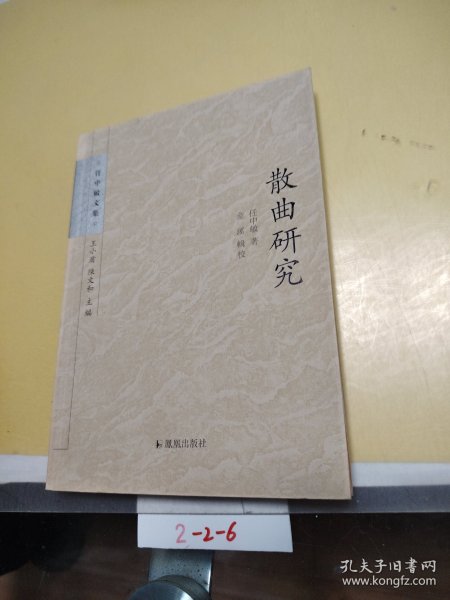 任中敏文集
王小盾 陈文和 主编
散曲研究
任中敏 著
金溪 辑校
鳳凰出版社
2-2-6
孔夫子旧书网
www.kongfz.com